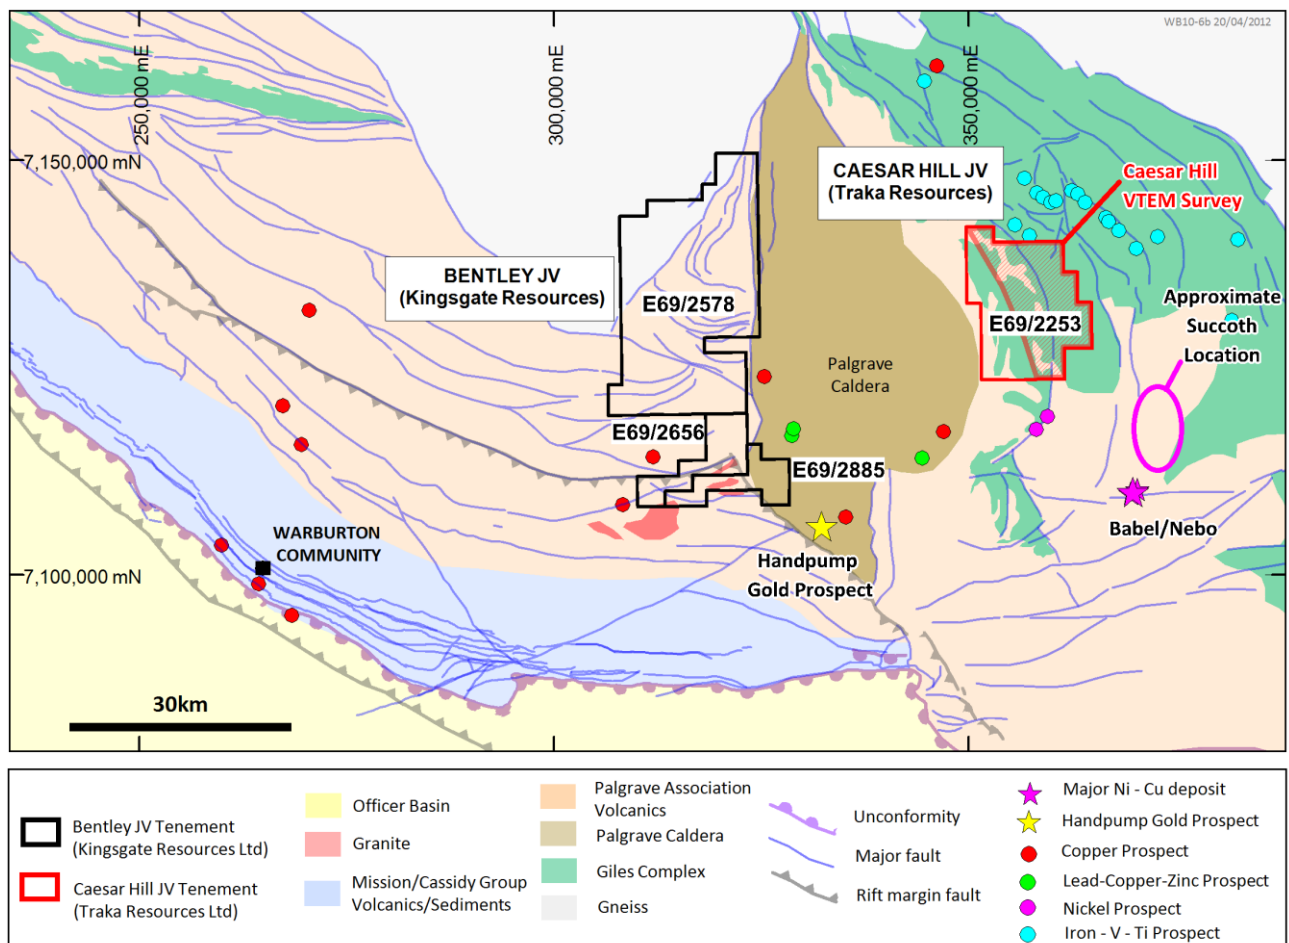 WB10-6b 20/04/2012
250,000 mE
300,000 mE
350,000 mE
7,150,000 mN
CAESAR HILL JV
(Traka Resources)
Caesar Hill
VTEM Survey
BENTLEY JV
(Kingsgate Resources)
E69/2578
E69/2253
Approximate
Succoth
Location
Palgrave
Caldera
E69/2656
E69/2885
WARBURTON
COMMUNITY
Babel/Nebo
Handpump
Gold Prospect
7,100,000 mN
30km
Bentley JV Tenement
(Kingsgate Resources Ltd)
Caesar Hill JV Tenement
(Traka Resources Ltd)
Officer Basin
Granite
Mission/Cassidy Group
Volcanics/Sediments
Palgrave Association
Volcanics
Palgrave Caldera
Giles Complex
Gneiss
Unconformity
Major fault
Rift margin fault
Major Ni - Cu deposit
Handpump Gold Prospect
Copper Prospect
Lead-Copper-Zinc Prospect
Nickel Prospect
Iron - V - Ti Prospect